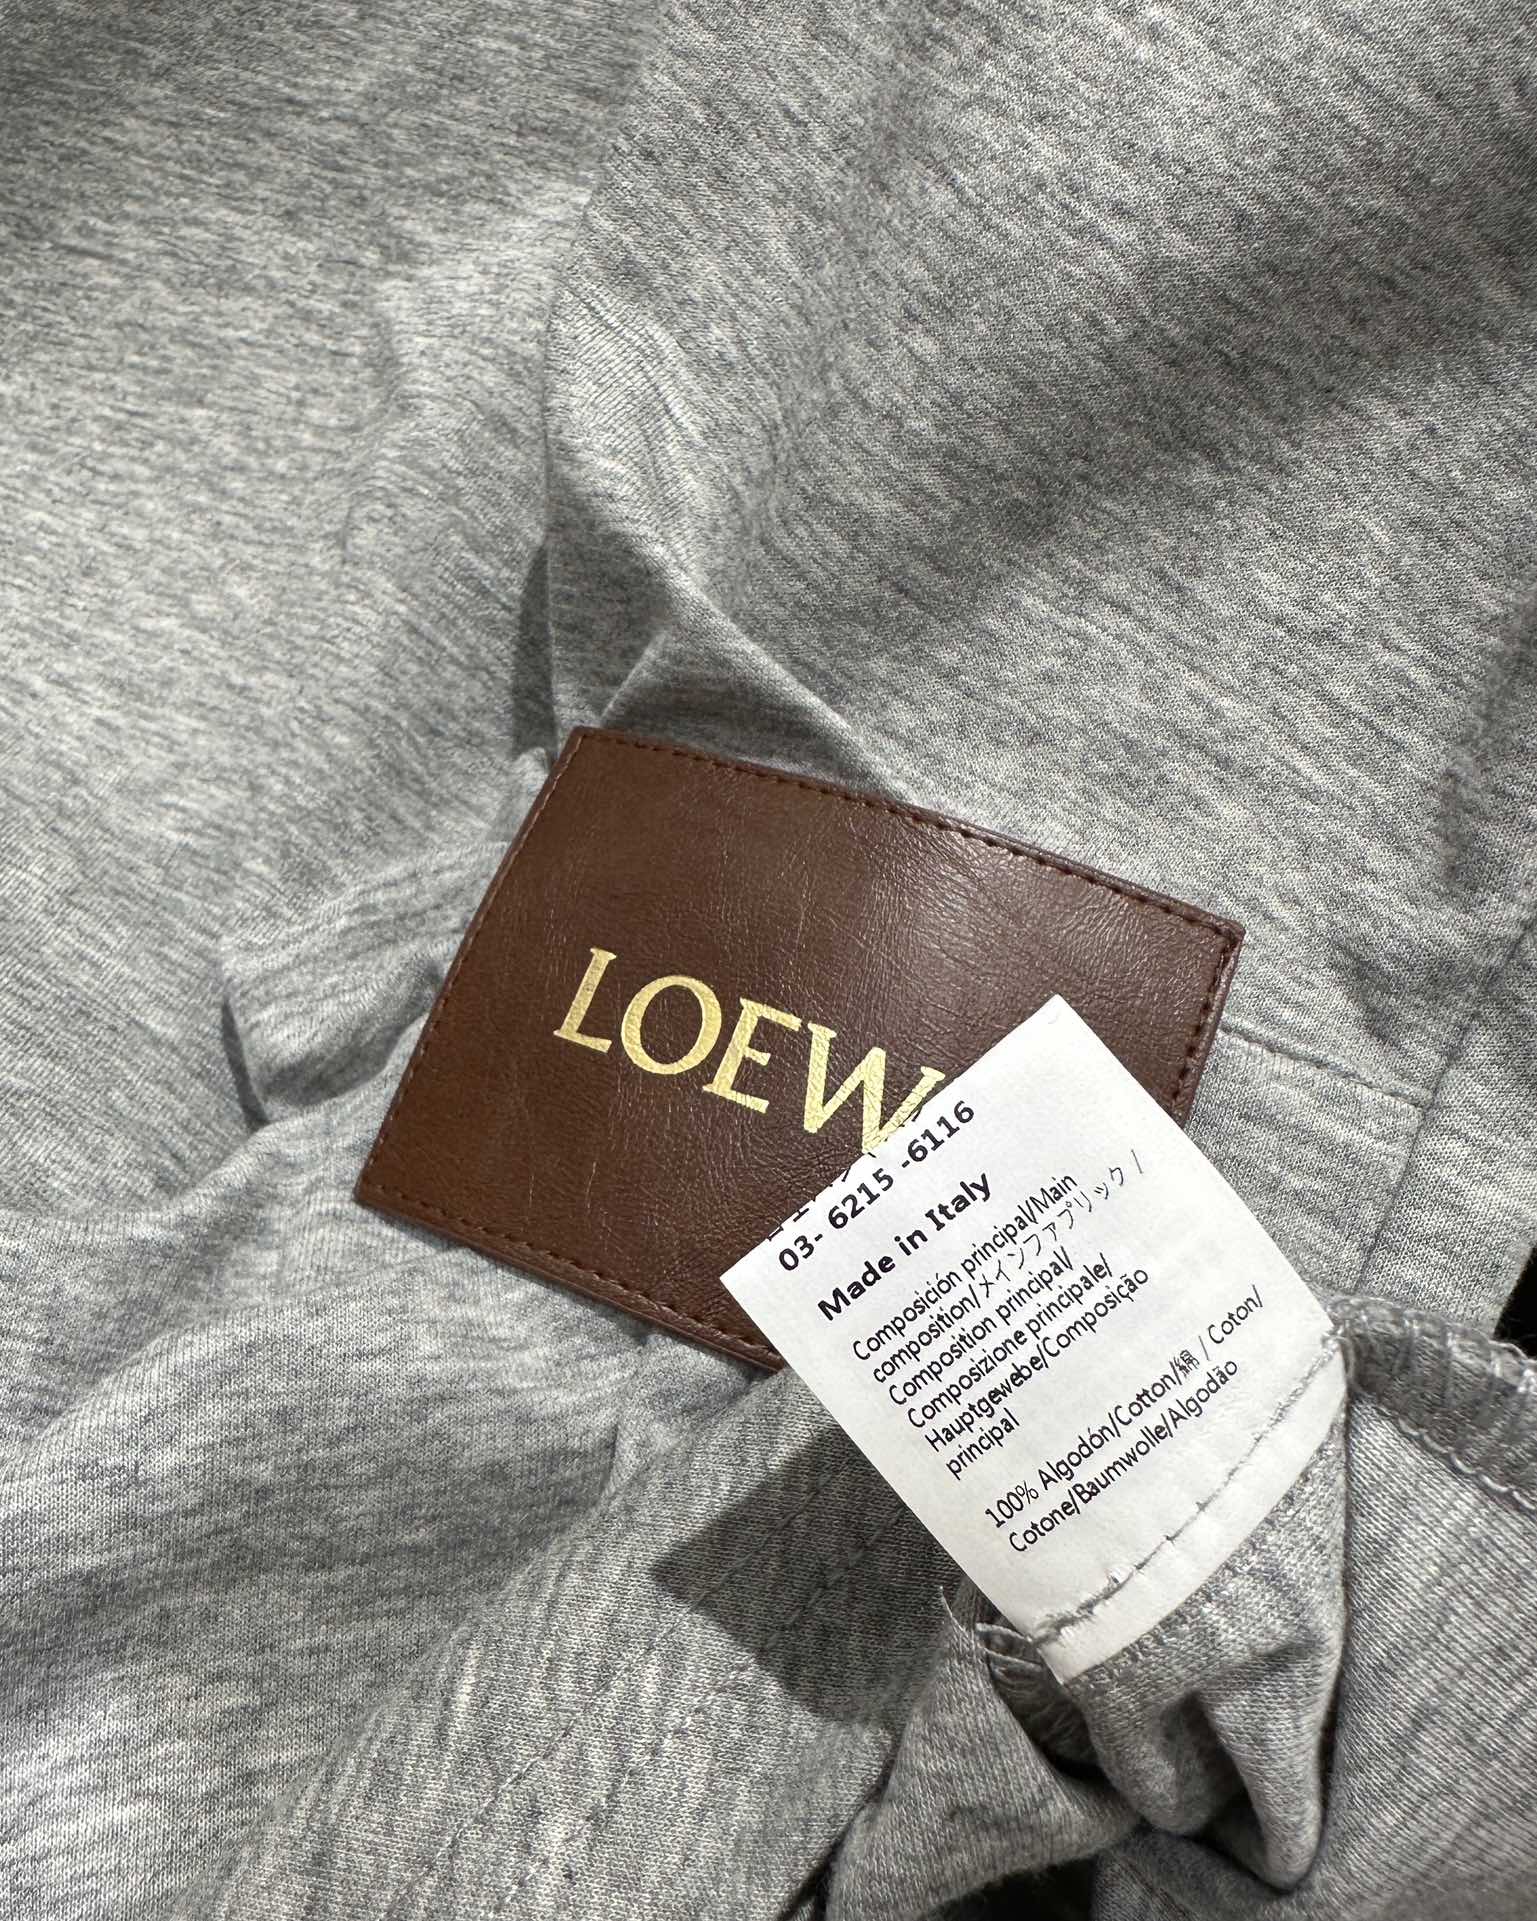 LOEW
03- 6215 -6116
Made in Italy
Composición principal/Main
composition/メインファブリック /
Composition principal/
Composizione principale/
Hauptgewebe/Composição
principal
100% Algodón/Cotton/綿 / Coton/
Cotone/Baumwolle/Algodão